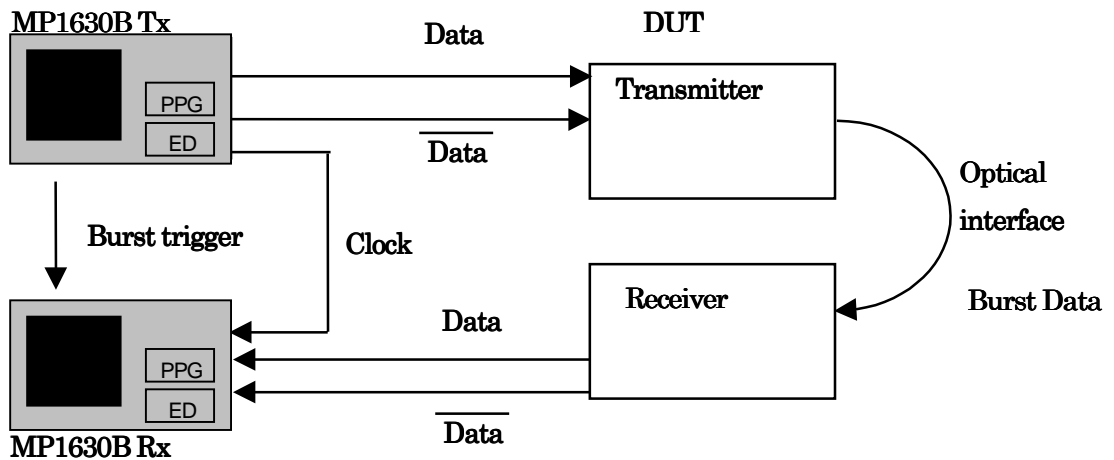 MP1630B Tx
Data
DUT
PPG
ED
Transmitter
Data
Optical
interface
Burst trigger
Clock
Receiver
Burst Data
Data
PPG
ED
Data
MP1630B Rx